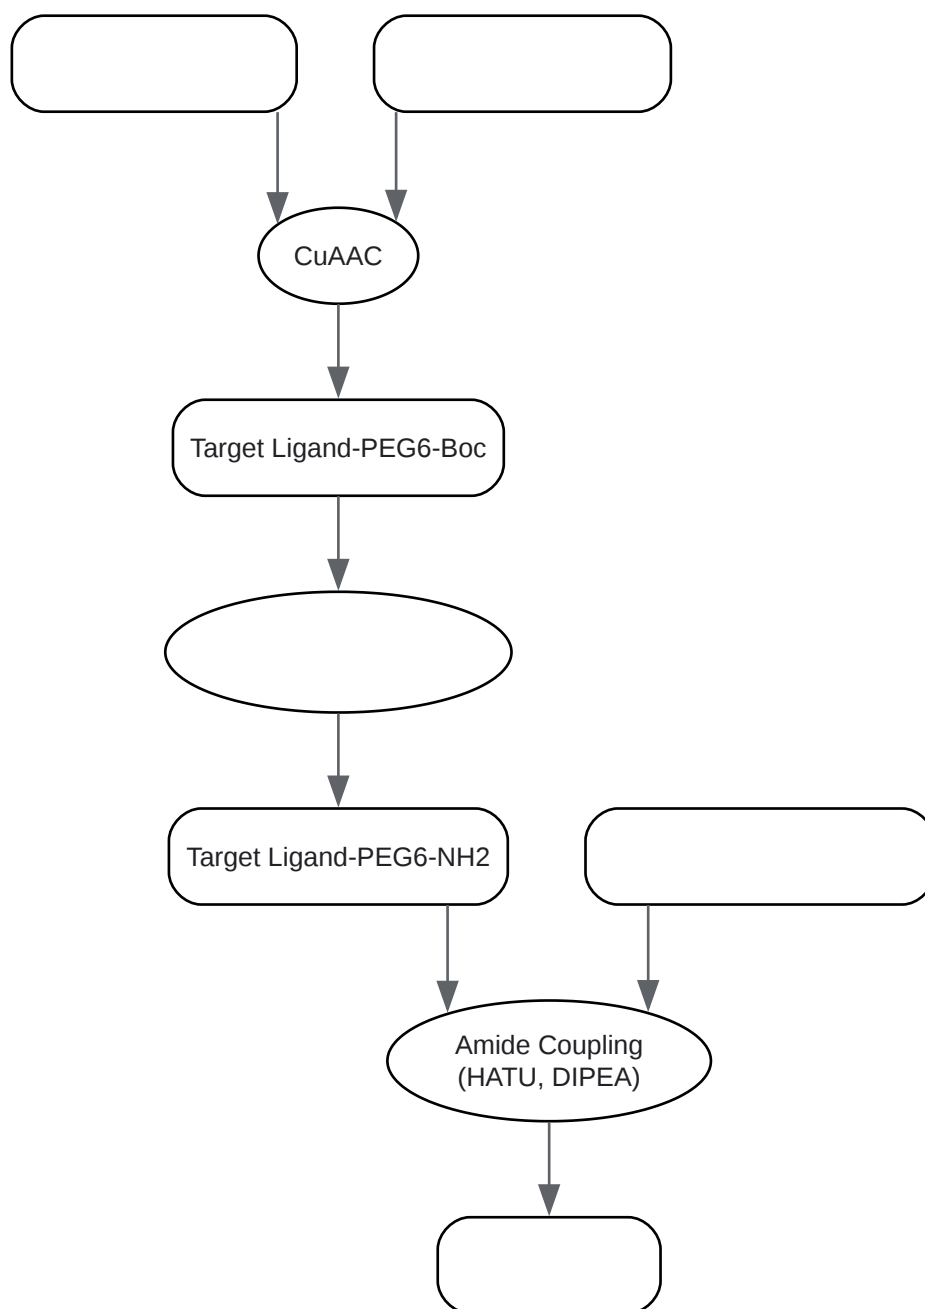 CuAAC
Target Ligand-PEG6-Boc
Target Ligand-PEG6-NH2
Amide Coupling
(HATU, DIPEA)